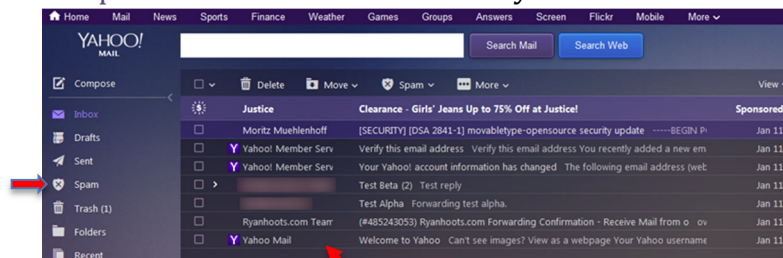 Home Mail News Sports Finance Weather Games Groups Answers Screen Flickr Mobile More
YAHOO!
MAIL
Search Mail Search Web
Compose Delete Move Spam More View
Inbox Justice Clearance - Girls' Jeans Up to 75% Off at Justice! Sponsored
Moritz Muehlenhoff [SECURITY] [DSA 2841-1] movabletype-opensource security update -----BEGIN Jan 11
Drafts Y Yahoo! Member Serv Verify this email address Verify this email address You recently added a new em Jan 11
Sent Y Yahoo! Member Serv Your Yahoo! account information has changed The following email address (web Jan 11
Spam Test Beta (2) Test reply Jan 11
Trash (1) Test Alpha Forwarding test alpha. Jan 11
Folders Ryanhoots.com Team (#485243053) Ryanhoots.com Forwarding Confirmation - Receive Mail from o Jan 11
Y Yahoo Mail Welcome to Yahoo Can't see images? View as a webpage Your Yahoo username Jan 11
Recent